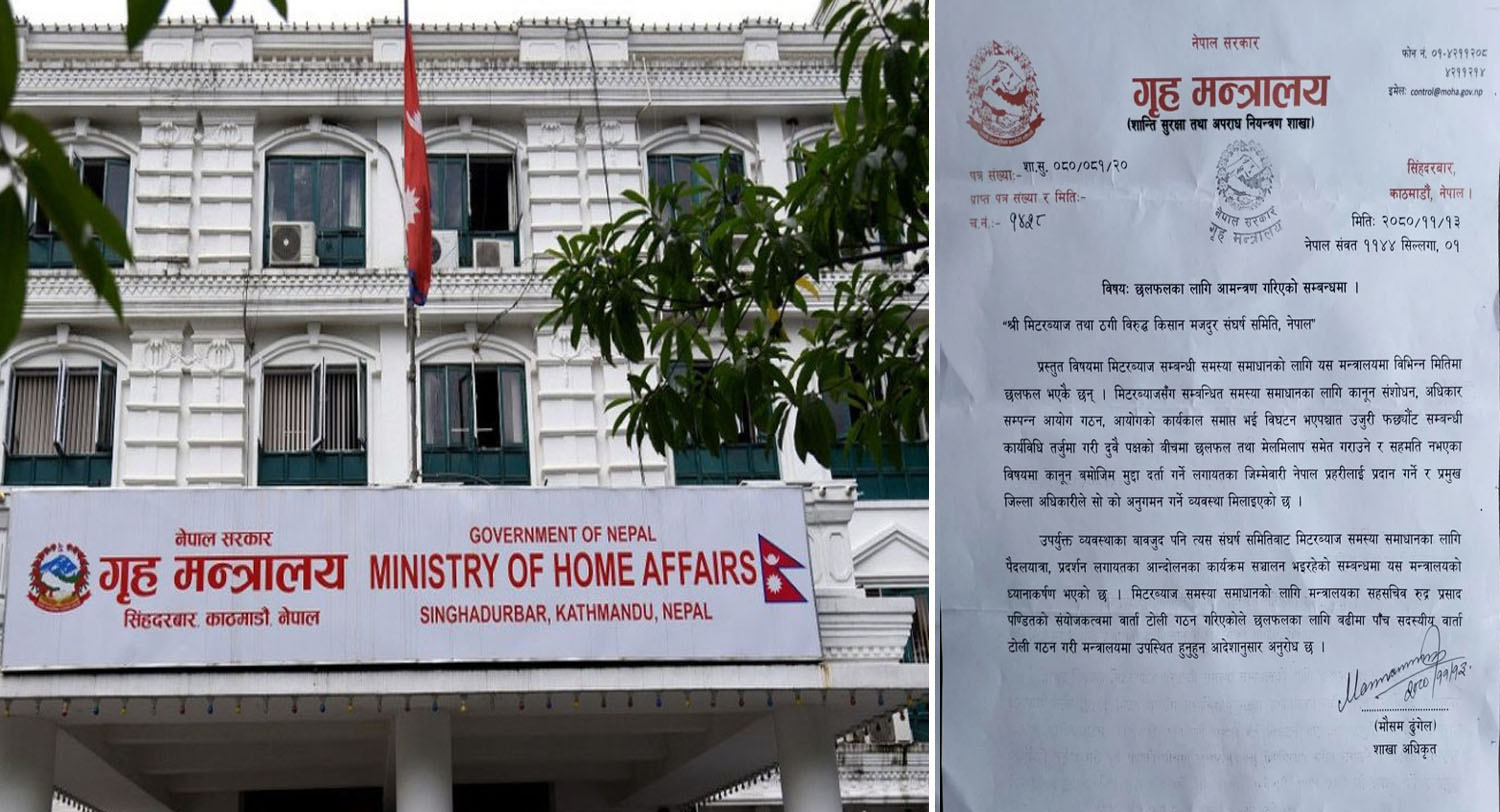 नेपाल सरकार
गृह मन्त्रालय
सिंहदरबार, काठमाडौं, नेपाल
GOVERNMENT OF NEPAL
MINISTRY OF HOME AFFAIRS
SINGHADURBAR, KATHMANDU, NEPAL
नेपाल सरकार
गृह मन्त्रालय
(शान्ति सुरक्षा तथा अपराध नियन्त्रण शाखा)
फोन नं. ०१-४२११२०८
४२११२१४
इमेल: control@moha.gov.np
पत्र संख्या:- शा.सु. ०८०/०८१/२०
प्राप्त पत्र संख्या र मिति:-
च.नं.:- १४२८
नेपाल सरकार
गृह मन्त्रालय
सिंहदरबार,
काठमाडौं, नेपाल ।
मिति: २०८०/११/१३
नेपाल संवत ११४४ सिल्लगा, ०१
विषय: छलफलका लागि आमन्त्रण गरिएको सम्बन्धमा ।
"श्री मिटरब्याज तथा ठगी विरुद्ध किसान मजदुर संघर्ष समिति, नेपाल"
प्रस्तुत विषयमा मिटरब्याज सम्बन्धी समस्या समाधानको लागि यस मन्त्रालयमा विभिन्न मितिमा
छलफल भएकै छन् । मिटरब्याजसँग सम्बन्धित समस्या समाधानका लागि कानून संशोधन, अधिकार
सम्पन्न आयोग गठन, आयोगको कार्यकाल समाप्त भई विघटन भएपश्चात उजुरी फर्छ्यौट सम्बन्धी
कार्यविधि तर्जुमा गरी दुवै पक्षको वीचमा छलफल तथा मेलमिलाप समेत गराउने र सहमति नभएका
विषयमा कानून बमोजिम मुद्दा दर्ता गर्ने लगायतका जिम्मेवारी नेपाल प्रहरीलाई प्रदान गर्ने र प्रमुख
जिल्ला अधिकारीले सो को अनुगमन गर्ने व्यवस्था मिलाइएको छ ।
उपर्युक्त व्यवस्थाका बावजुद पनि त्यस संघर्ष समितिबाट मिटरब्याज समस्या समाधानका लागि
पैदलयात्रा, प्रदर्शन लगायतका आन्दोलनका कार्यक्रम सञ्चालन भइरहेको सम्बन्धमा यस मन्त्रालयको
ध्यानाकर्षण भएको छ । मिटरब्याज समस्या समाधानको लागि मन्त्रालयका सहसचिव रुद्र प्रसाद
पण्डितको संयोजकत्वमा वार्ता टोली गठन गरिएकोले छलफलका लागि बढीमा पाँच सदस्यीय वार्ता
टोली गठन गरी मन्त्रालयमा उपस्थित हुनुहुन आदेशानुसार अनुरोध छ ।
२०८०/११/१३
(मौसम ढुंगेल)
शाखा अधिकृत